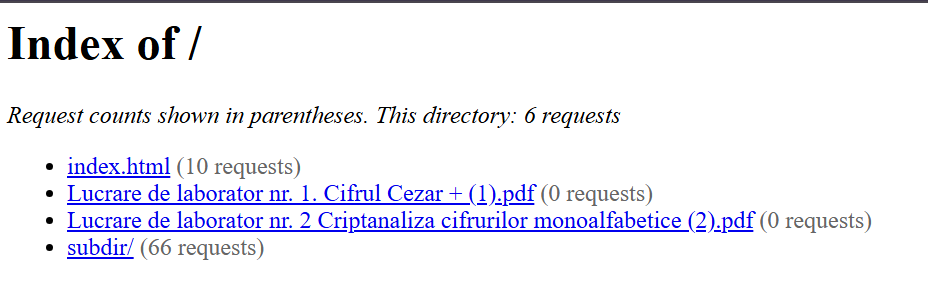 Index of /
Request counts shown in parentheses. This directory: 6 requests
index.html (10 requests)
Lucrare de laborator nr. 1. Cifrul Cezar + (1).pdf (0 requests)
Lucrare de laborator nr. 2 Criptanaliza cifrurilor monoalfabetice (2).pdf (0 requests)
subdir/ (66 requests)